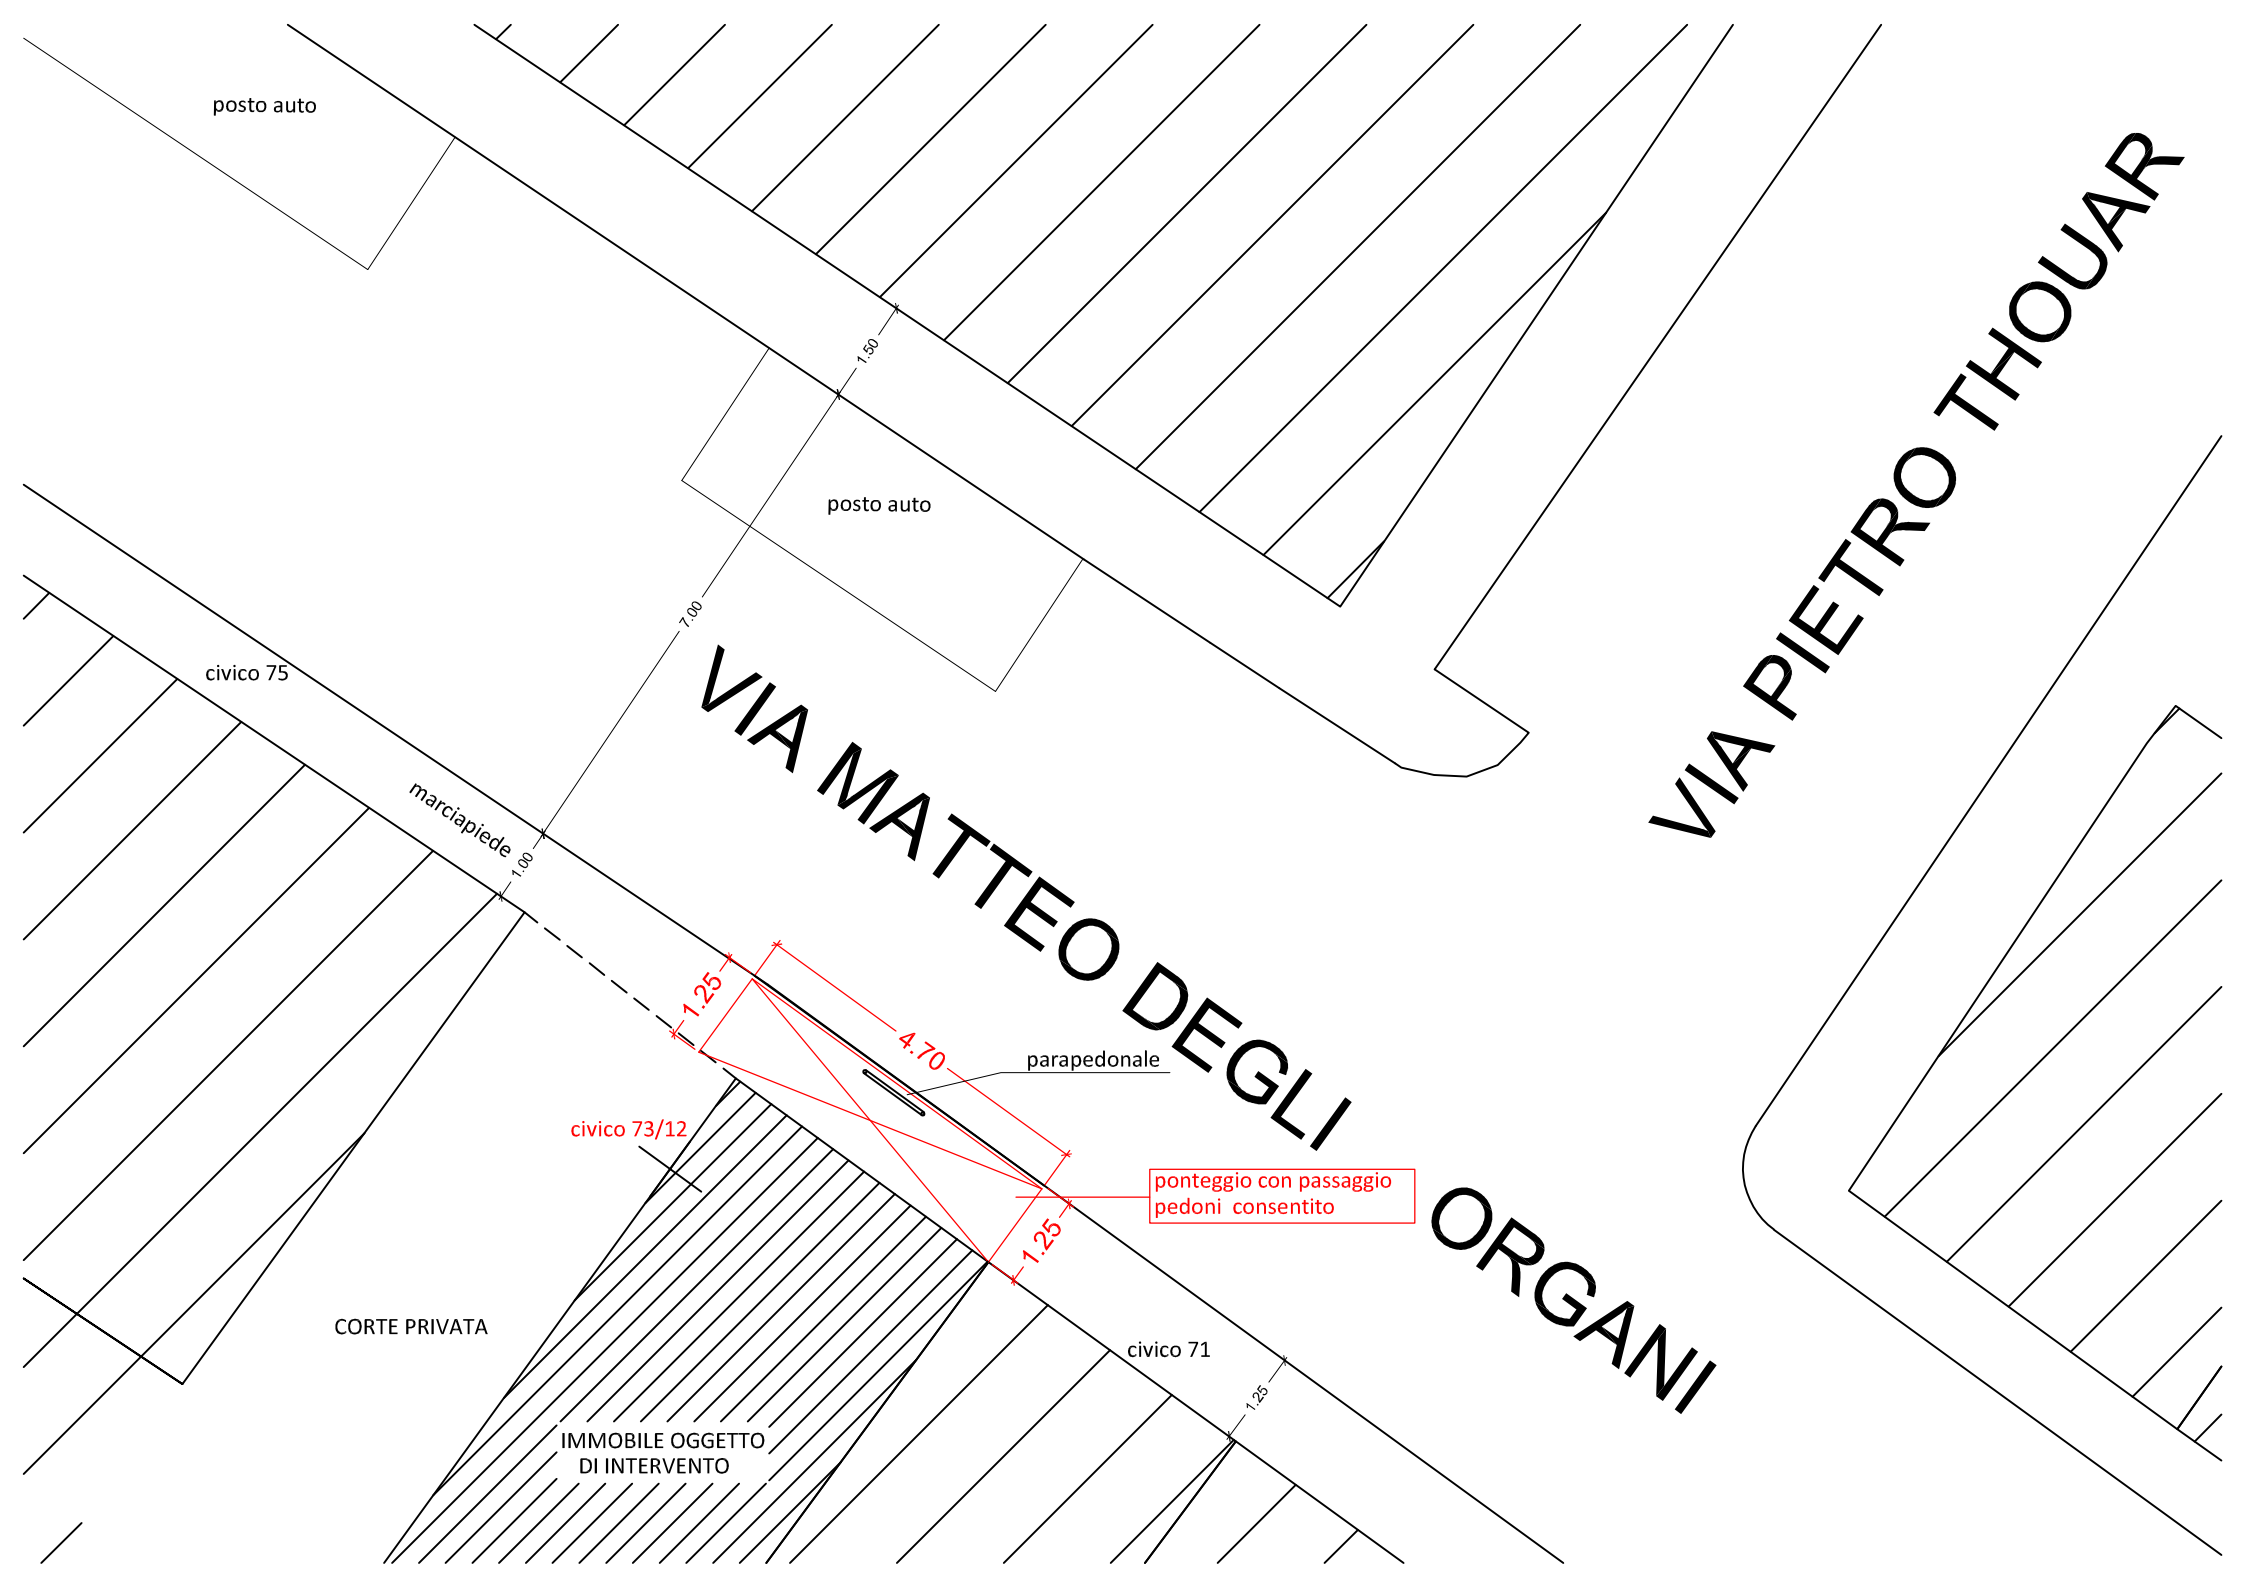 posto auto
VIA PIETRO THOUAR
1.50
posto auto
7.00
civico 75
VIA MATTEO DEGLI ORGANI
marciapiede
1.00
1.25
4.70
parapedonale
civico 73/12
ponteggio con passaggio
pedoni consentito
1.25
CORTE PRIVATA
civico 71
1.25
IMMOBILE OGGETTO
DI INTERVENTO